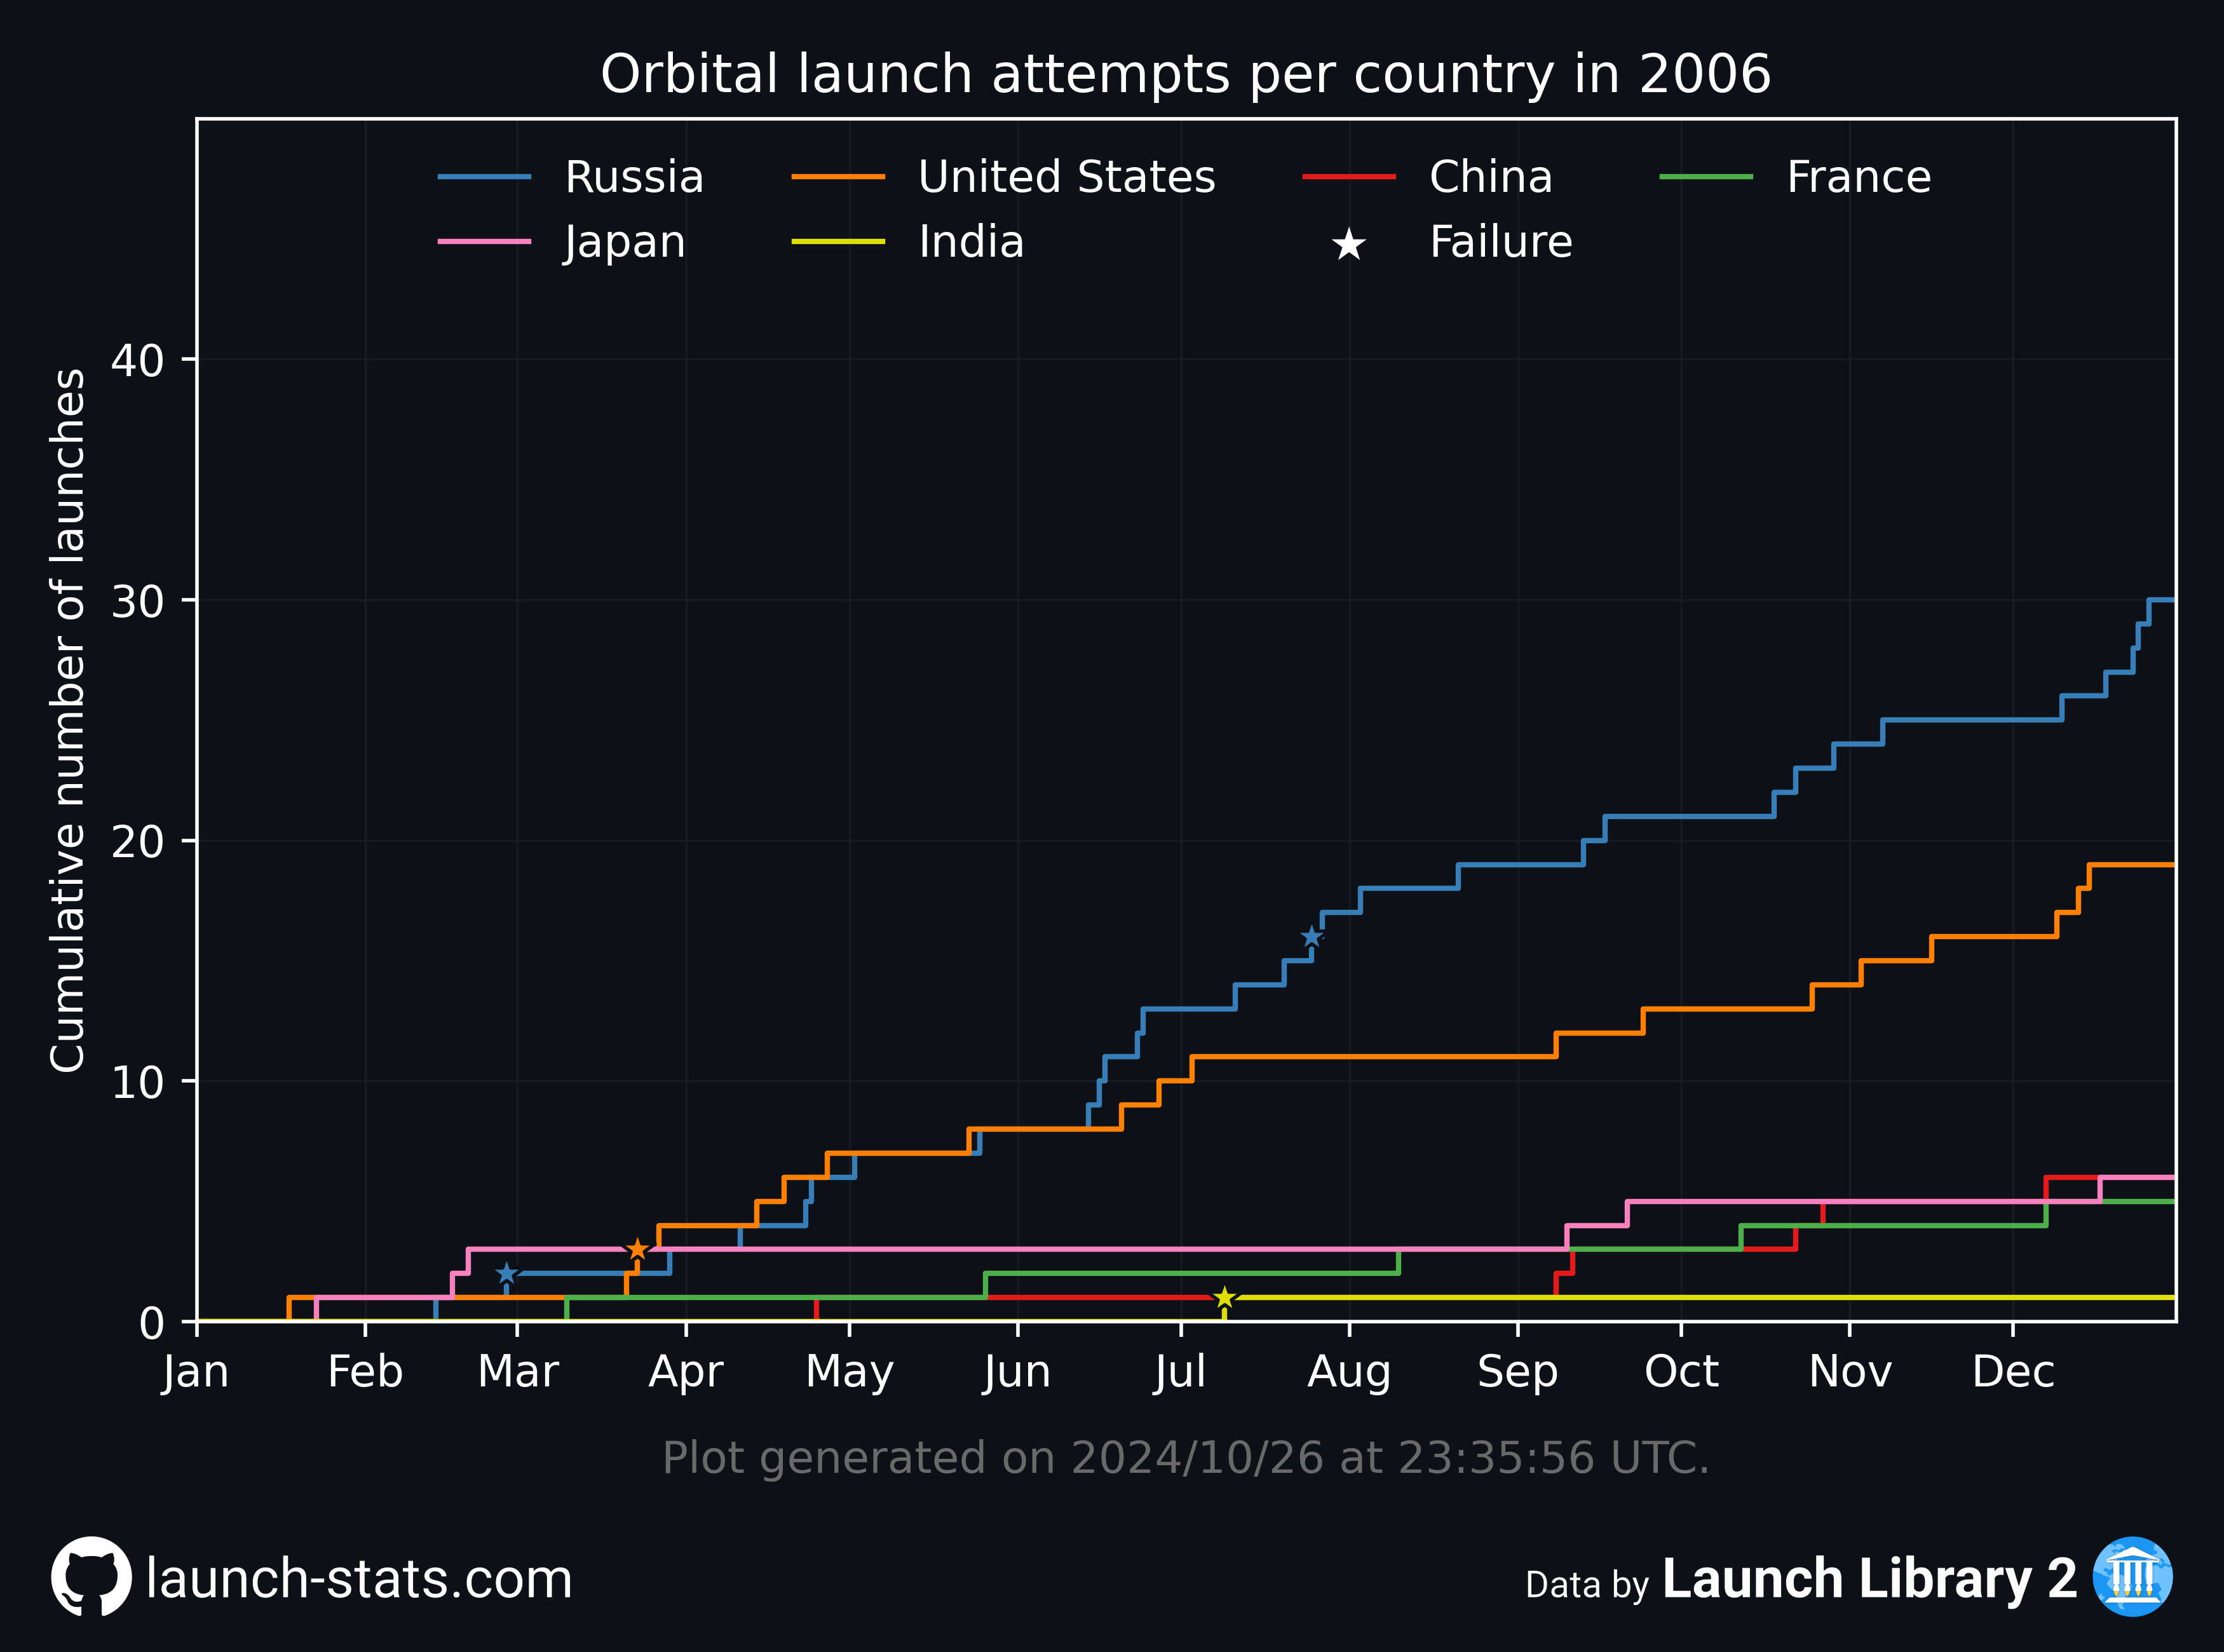 Orbital launch attempts per country in 2006
Russia United States China France
Japan India Failure
Cumulative number of launches
40
30
20
10
0
Jan Feb Mar Apr May Jun Jul Aug Sep Oct Nov Dec
Plot generated on 2024/10/26 at 23:35:56 UTC.
launch-stats.com
Data by Launch Library 2